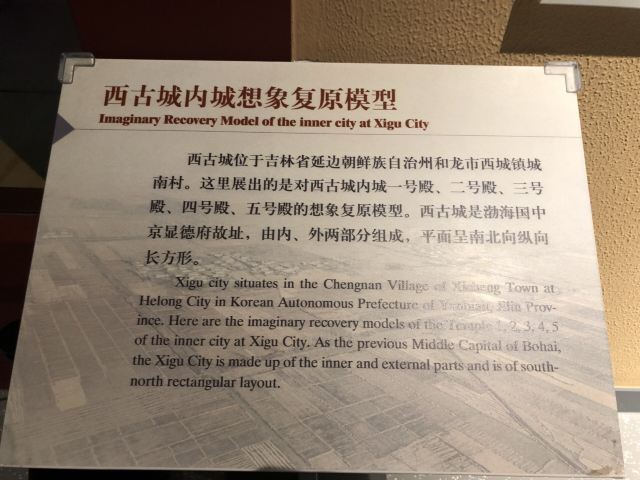 西古城内城想象复原模型
Imaginary Recovery Model of the inner city at Xigu City
西古城位于吉林省延边朝鲜族自治州和龙市西城镇城
南村。这里展出的是对西古城内城一号殿、二号殿、三号
殿、四号殿、五号殿的想象复原模型。西古城是渤海国中
京显德府故址，由内、外两部分组成，平面呈南北向纵向
长方形。
Xigu city situates in the Chengnan Village of Xicheng Town at
Helong City in Korean Autonomous Prefecture of Yanbian, Jilin Prov-
ince. Here are the imaginary recovery models of the Temple 1, 2, 3, 4, 5
of the inner city at Xigu City. As the previous Middle Capital of Bohai,
the Xigu City is made up of the inner and external parts and is of south-
north rectangular layout.